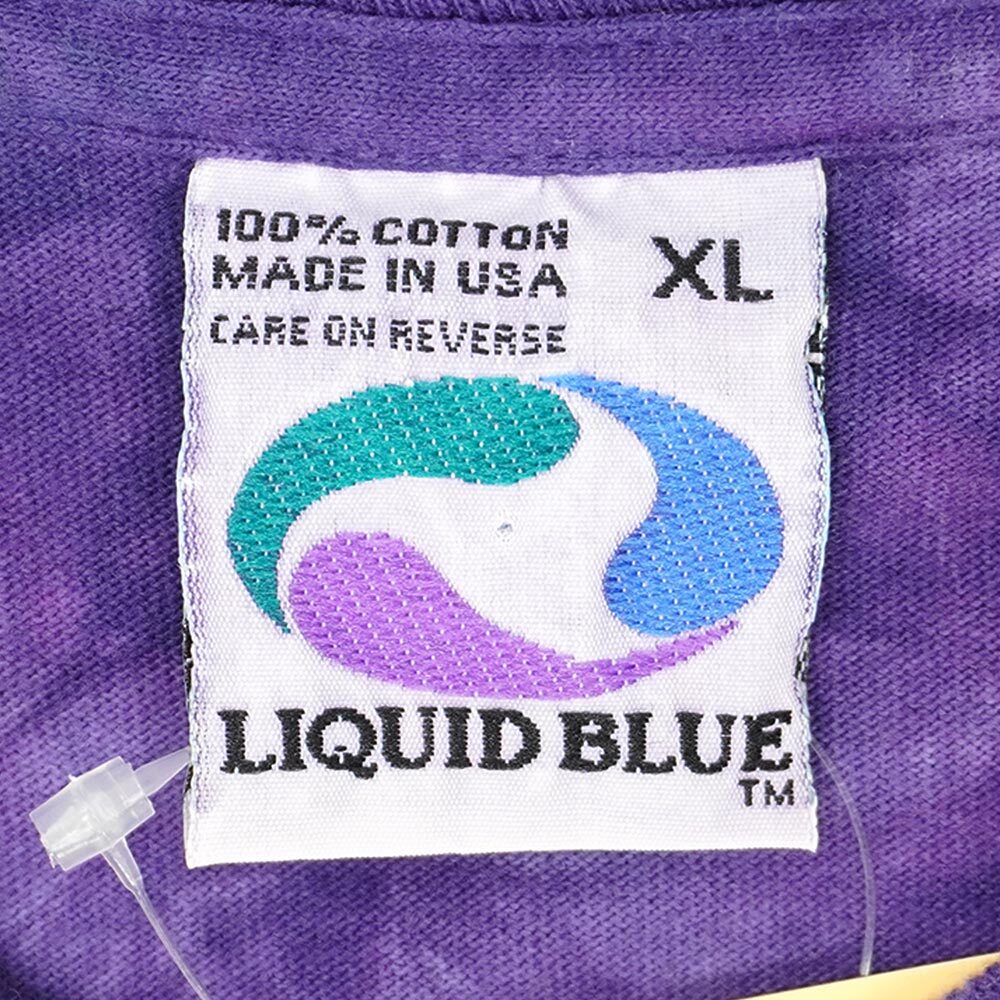 100% COTTON
MADE IN USA
XL
CARE ON REVERSE
LIQUID BLUE
TM